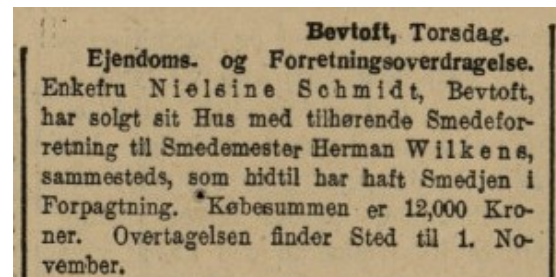 Bevtoft, Torsdag.
Ejendoms- og Forretningsoverdragelse.
Enkefru Nielsine Schmidt, Bevtoft,
har solgt sit Hus med tilhørende Smedefor-
retning til Smedemester Herman Wilkens,
sammesteds, som hidtil har haft Smedjen i
Forpagtning. Købesummen er 12,000 Kro-
ner. Overtagelsen finder Sted til 1. No-
vember.